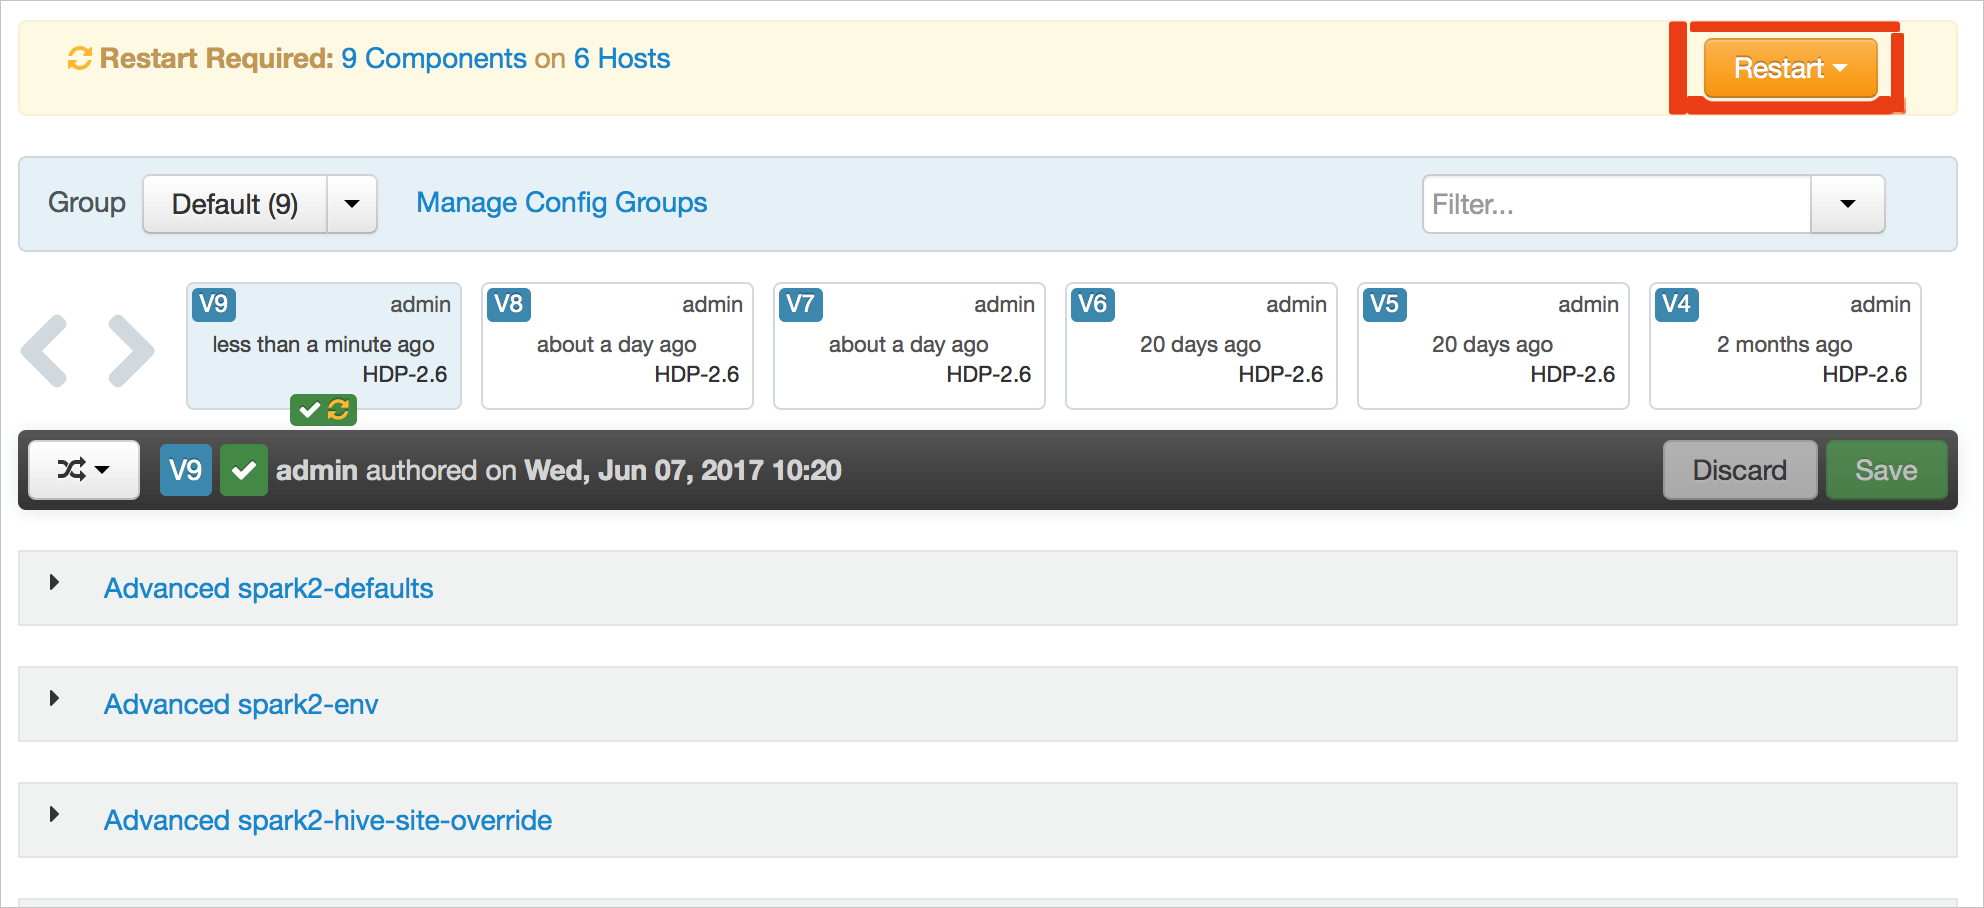 Restart Required: 9 Components on 6 Hosts
Restart
Group Default (9) Manage Config Groups Filter...
V9 admin
less than a minute ago
HDP-2.6
V8 admin
about a day ago
HDP-2.6
V7 admin
about a day ago
HDP-2.6
V6 admin
20 days ago
HDP-2.6
V5 admin
20 days ago
HDP-2.6
V4 admin
2 months ago
HDP-2.6
V9 admin authored on Wed, Jun 07, 2017 10:20 Discard Save
Advanced spark2-defaults
Advanced spark2-env
Advanced spark2-hive-site-override